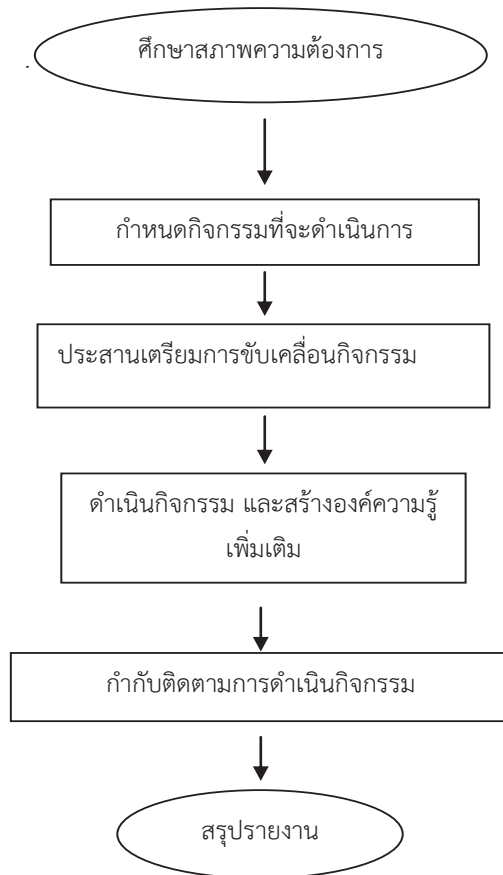 ศึกษาสภาพความต้องการ
กำหนดกิจกรรมที่จะดำเนินการ
ประสานเตรียมการขับเคลื่อนกิจกรรม
ดำเนินกิจกรรม และสร้างองค์ความรู้
เพิ่มเติม
กำกับติดตามการดำเนินกิจกรรม
สรุปรายงาน